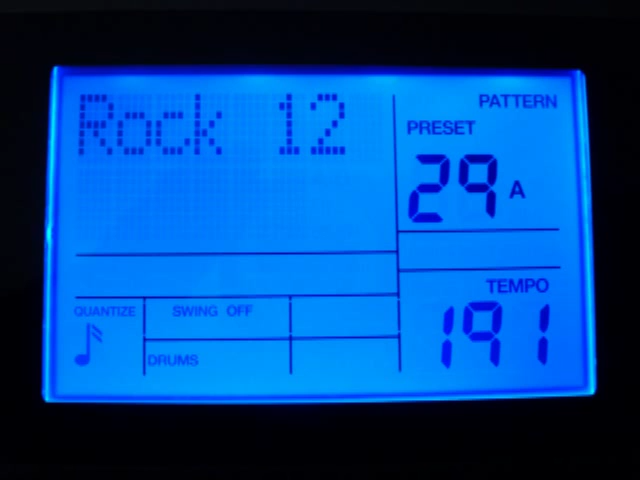 Rock 12
PATTERN
PRESET
29 A
TEMPO
191
QUANTIZE
SWING OFF
DRUMS